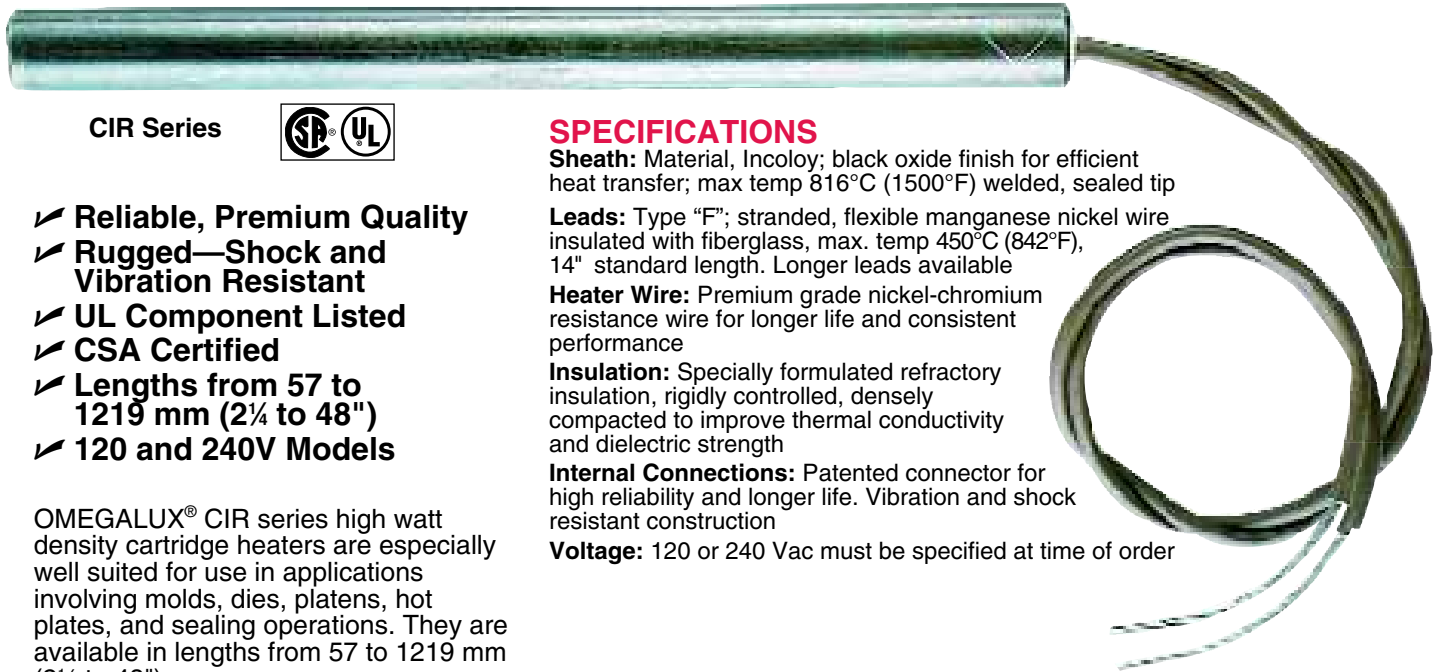 CIR Series
SA ® UL ®
✔ Reliable, Premium Quality
✔ Rugged—Shock and
Vibration Resistant
✔ UL Component Listed
✔ CSA Certified
✔ Lengths from 57 to
1219 mm (2¼ to 48")
✔ 120 and 240V Models
OMEGALUX® CIR series high watt
density cartridge heaters are especially
well suited for use in applications
involving molds, dies, platens, hot
plates, and sealing operations. They are
available in lengths from 57 to 1219 mm
SPECIFICATIONS
Sheath: Material, Incoloy; black oxide finish for efficient
heat transfer; max temp 816°C (1500°F) welded, sealed tip
Leads: Type “F”; stranded, flexible manganese nickel wire
insulated with fiberglass, max. temp 450°C (842°F),
14" standard length. Longer leads available
Heater Wire: Premium grade nickel-chromium
resistance wire for longer life and consistent
performance
Insulation: Specially formulated refractory
insulation, rigidly controlled, densely
compacted to improve thermal conductivity
and dielectric strength
Internal Connections: Patented connector for
high reliability and longer life. Vibration and shock
resistant construction
Voltage: 120 or 240 Vac must be specified at time of order